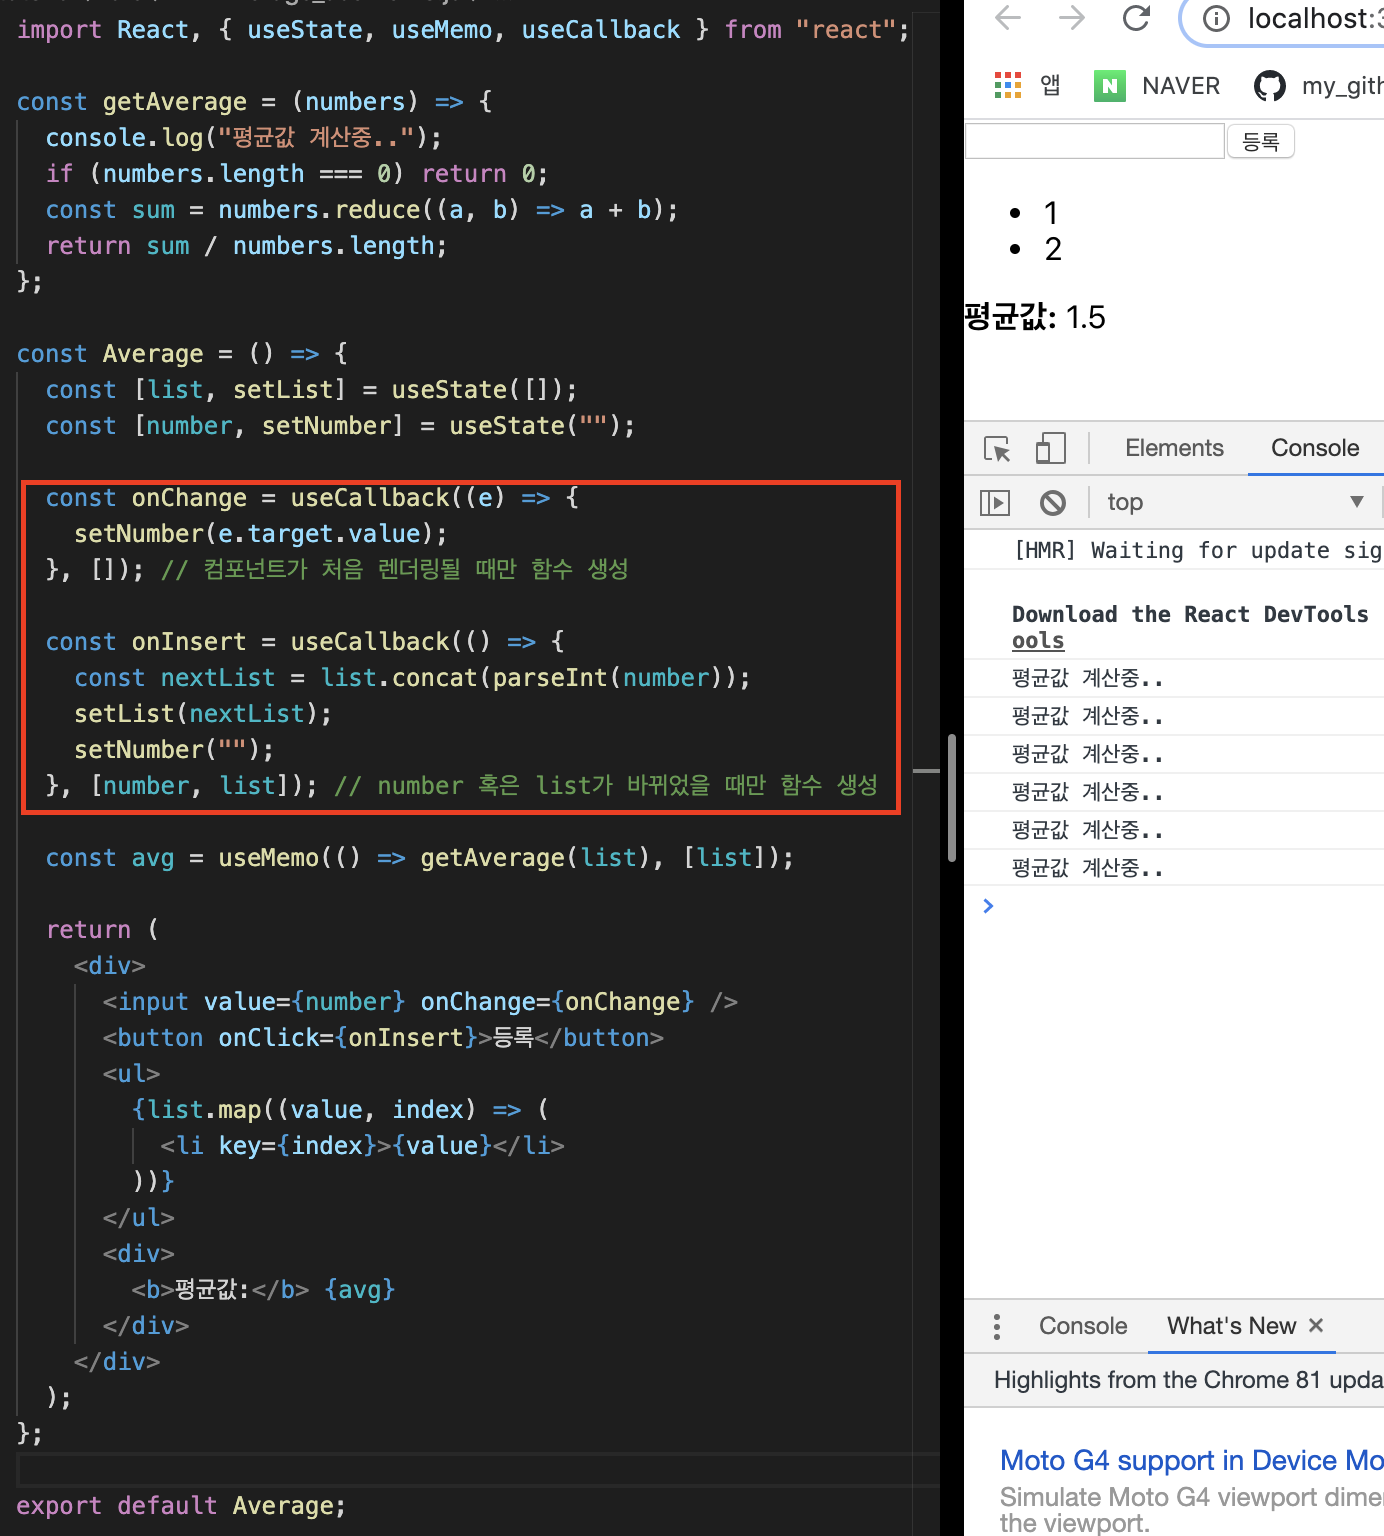 import React, { useState, useMemo, useCallback } from "react";
const getAverage = (numbers) => {
console.log("평균값 계산중..");
if (numbers.length === 0) return 0;
const sum = numbers.reduce((a, b) => a + b);
return sum / numbers.length;
};
const Average = () => {
const [list, setList] = useState([]);
const [number, setNumber] = useState("");
const onChange = useCallback((e) => {
setNumber(e.target.value);
}, []); // 컴포넌트가 처음 렌더링될 때만 함수 생성
const onInsert = useCallback(() => {
const nextList = list.concat(parseInt(number));
setList(nextList);
setNumber("");
}, [number, list]); // number 혹은 list가 바뀌었을 때만 함수 생성
const avg = useMemo(() => getAverage(list), [list]);
return (
<div>
<input value={number} onChange={onChange} />
<button onClick={onInsert}>등록</button>
<ul>
{list.map((value, index) => (
<li key={index}>{value}</li>
))}
</ul>
<div>
<b>평균값:</b> {avg}
</div>
</div>
);
};
export default Average;
localhost:3
앱 NAVER my_gith
등록
1
2
평균값: 1.5
Elements Console
top
[HMR] Waiting for update sig
Download the React DevTools
ools
평균값 계산중..
평균값 계산중..
평균값 계산중..
평균값 계산중..
평균값 계산중..
평균값 계산중..
Console What's New
Highlights from the Chrome 81 upda
Moto G4 support in Device Mo
Simulate Moto G4 viewport dimen
the viewport.